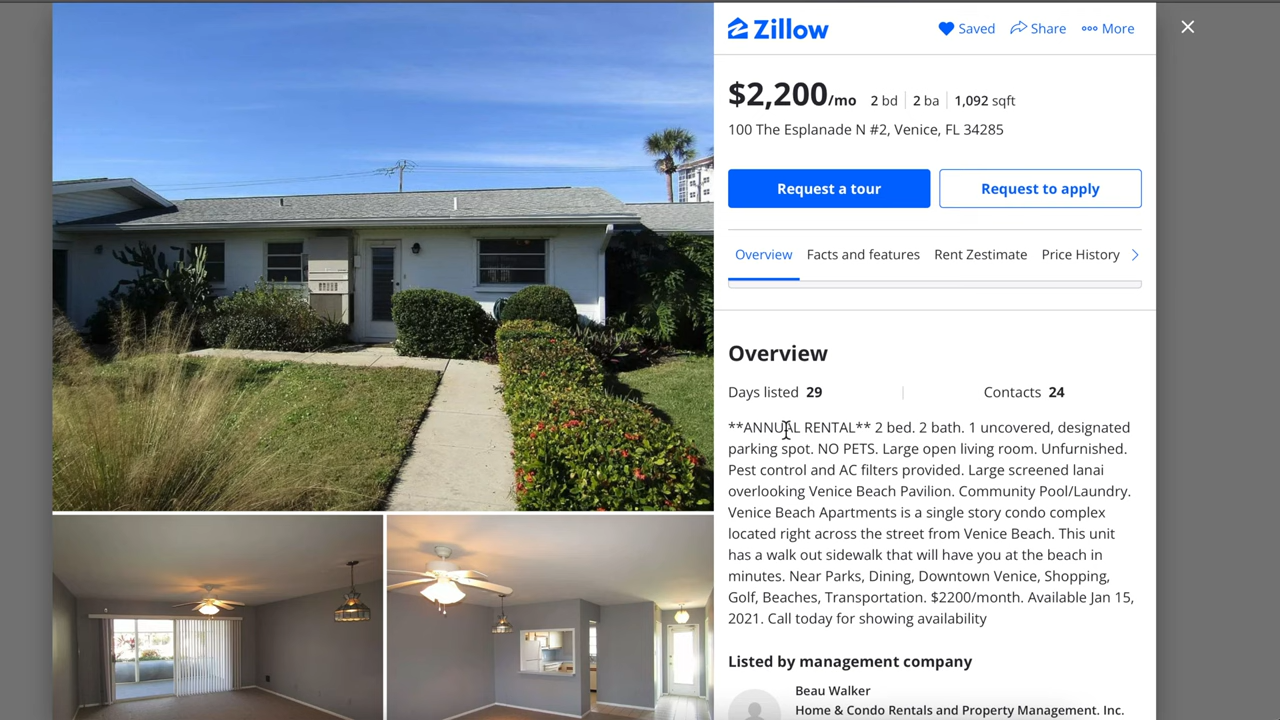 Zillow
Saved
Share
More
$2,200/mo 2 bd 2 ba 1,092 sqft
100 The Esplanade N #2, Venice, FL 34285
Request a tour
Request to apply
Overview
Facts and features
Rent Zestimate
Price History
Overview
Days listed 29
Contacts 24
**ANNUAL RENTAL** 2 bed. 2 bath. 1 uncovered, designated
parking spot. NO PETS. Large open living room. Unfurnished.
Pest control and AC filters provided. Large screened lanai
overlooking Venice Beach Pavilion. Community Pool/Laundry.
Venice Beach Apartments is a single story condo complex
located right across the street from Venice Beach. This unit
has a walk out sidewalk that will have you at the beach in
minutes. Near Parks, Dining, Downtown Venice, Shopping,
Golf, Beaches, Transportation. $2200/month. Available Jan 15,
2021. Call today for showing availability
Listed by management company
Beau Walker
Home & Condo Rentals and Property Management. Inc.